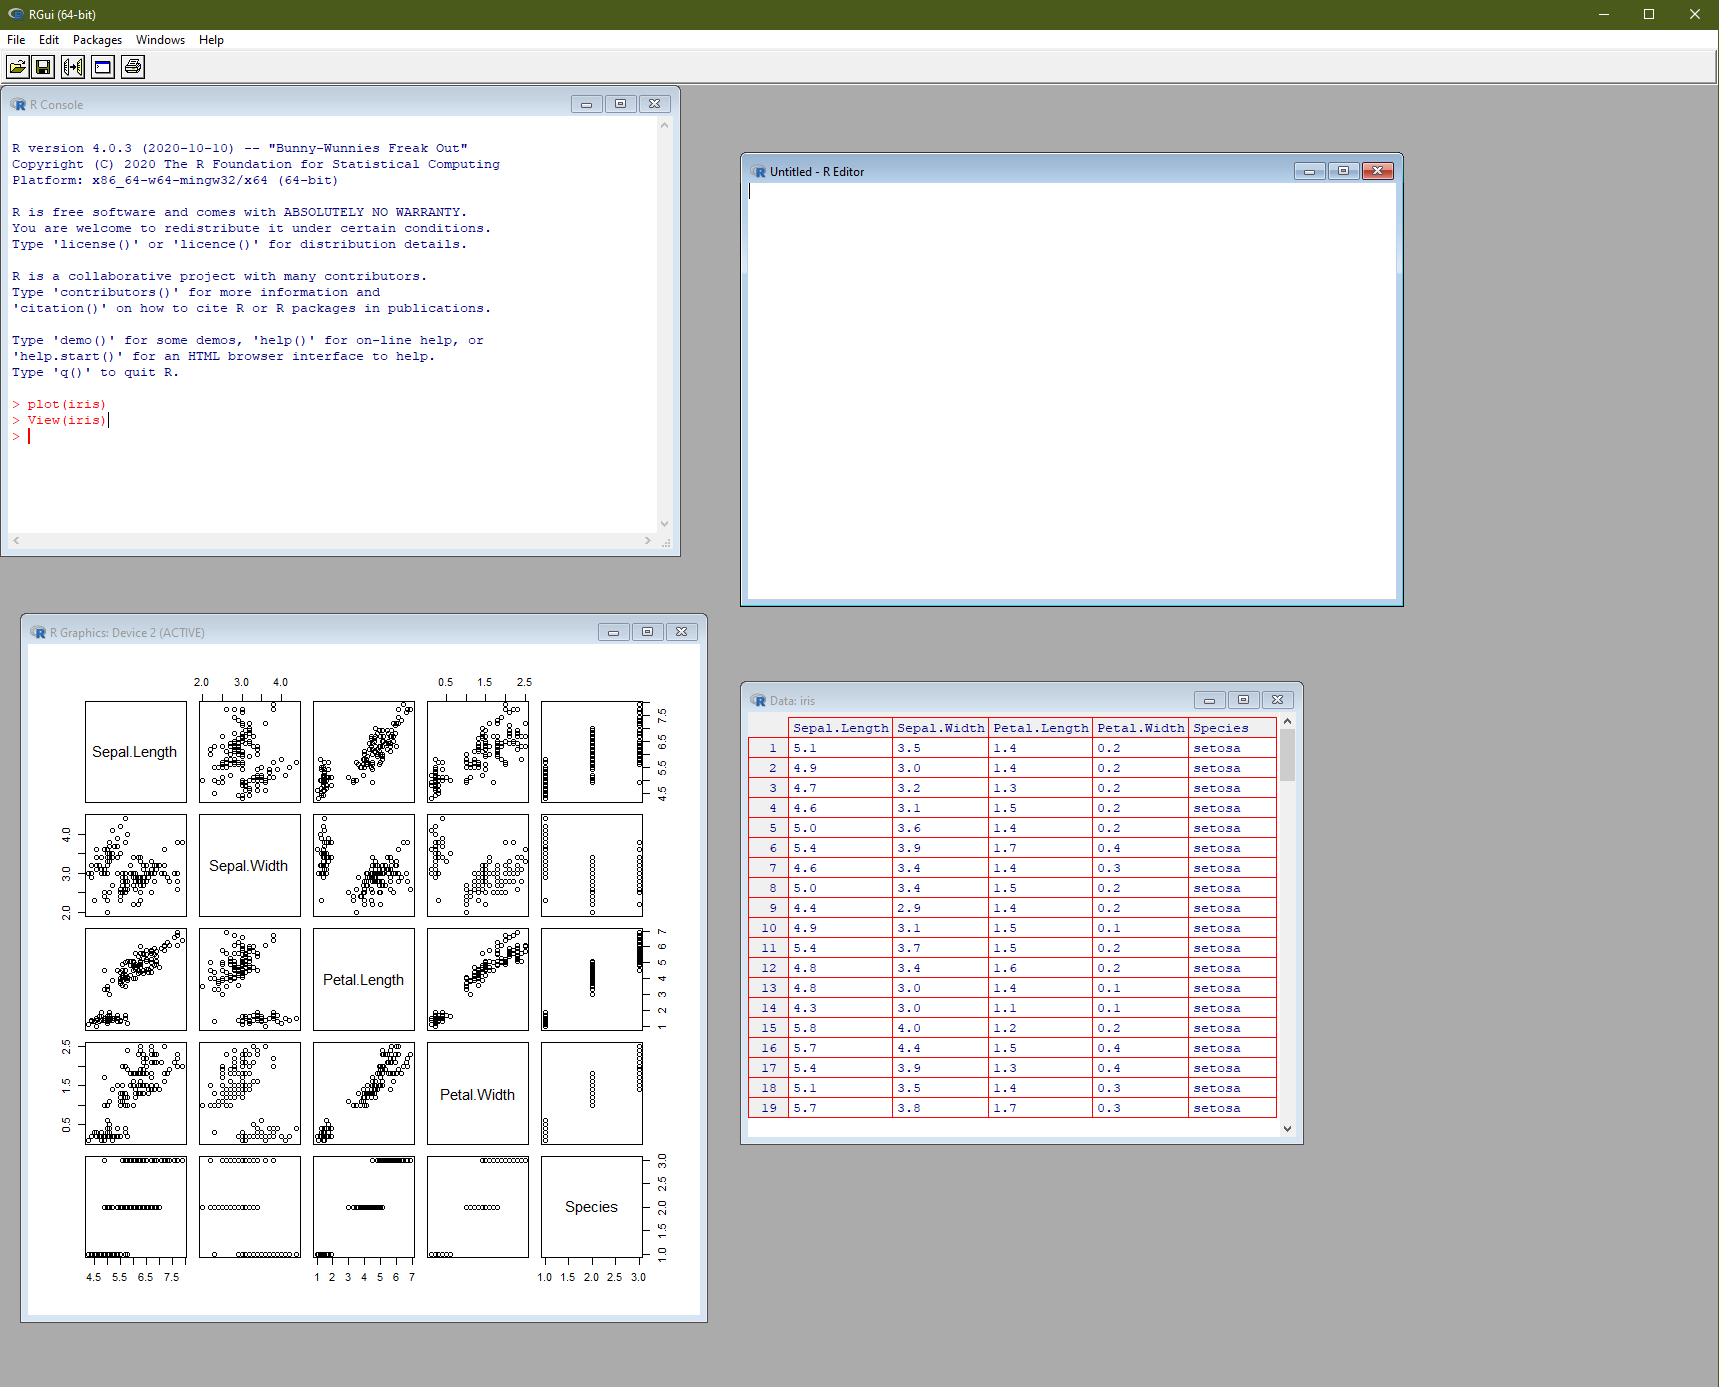 RGui (64-bit)
File Edit Packages Windows Help
R Console
R version 4.0.3 (2020-10-10) -- "Bunny-Wunnies Freak Out"
Copyright (C) 2020 The R Foundation for Statistical Computing
Platform: x86_64-w64-mingw32/x64 (64-bit)
R is free software and comes with ABSOLUTELY NO WARRANTY.
You are welcome to redistribute it under certain conditions.
Type 'license()' or 'licence()' for distribution details.
R is a collaborative project with many contributors.
Type 'contributors()' for more information and
'citation()' on how to cite R or R packages in publications.
Type 'demo()' for some demos, 'help()' for on-line help, or
'help.start()' for an HTML browser interface to help.
Type 'q()' to quit R.
> plot(iris)
> View(iris)
>
Untitled - R Editor
R Graphics: Device 2 (ACTIVE)
2.0 3.0 4.0
0.5 1.5 2.5
Sepal.Length
4.5 5.5 6.5 7.5
2.0 3.0 4.0
Sepal.Width
Petal.Length
1 2 3 4 5 6 7
0.5 1.5 2.5
Petal.Width
Species
1.0 1.5 2.0 2.5 3.0
4.5 5.5 6.5 7.5
1 2 3 4 5 6 7
1.0 1.5 2.0 2.5 3.0
Data: iris
Sepal.Length Sepal.Width Petal.Length Petal.Width Species
1 5.1 3.5 1.4 0.2 setosa
2 4.9 3.0 1.4 0.2 setosa
3 4.7 3.2 1.3 0.2 setosa
4 4.6 3.1 1.5 0.2 setosa
5 5.0 3.6 1.4 0.2 setosa
6 5.4 3.9 1.7 0.4 setosa
7 4.6 3.4 1.4 0.3 setosa
8 5.0 3.4 1.5 0.2 setosa
9 4.4 2.9 1.4 0.2 setosa
10 4.9 3.1 1.5 0.1 setosa
11 5.4 3.7 1.5 0.2 setosa
12 4.8 3.4 1.6 0.2 setosa
13 4.8 3.0 1.4 0.1 setosa
14 4.3 3.0 1.1 0.1 setosa
15 5.8 4.0 1.2 0.2 setosa
16 5.7 4.4 1.5 0.4 setosa
17 5.4 3.9 1.3 0.4 setosa
18 5.1 3.5 1.4 0.3 setosa
19 5.7 3.8 1.7 0.3 setosa